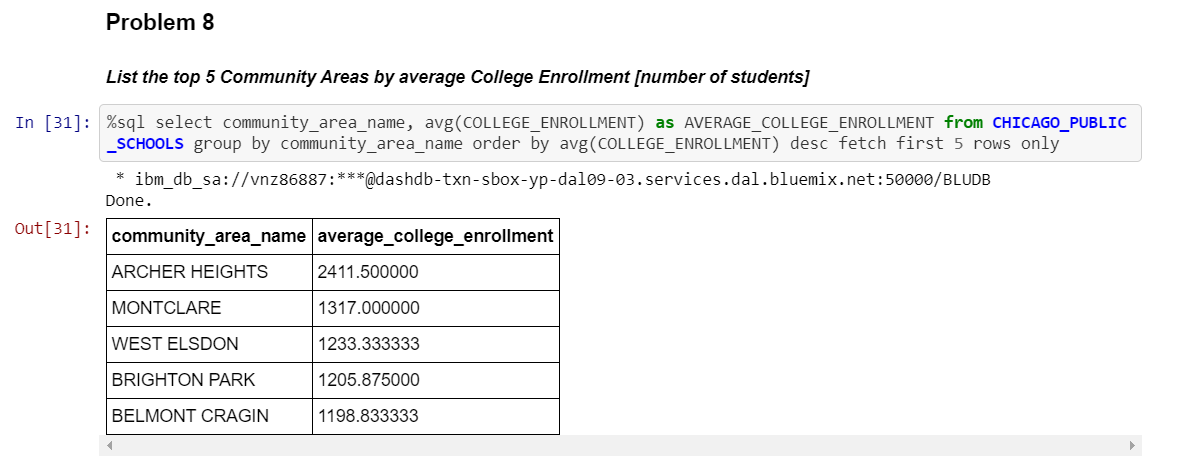 Problem 8
List the top 5 Community Areas by average College Enrollment [number of students]
In [31]: %sql select community_area_name, avg(COLLEGE_ENROLLMENT) as AVERAGE_COLLEGE_ENROLLMENT from CHICAGO_PUBLIC
_SCHOOLS group by community_area_name order by avg(COLLEGE_ENROLLMENT) desc fetch first 5 rows only
* ibm_db_sa://vnz86887:***@dashdb-txn-sbox-yp-dal09-03.services.dal.bluemix.net:50000/BLUDB
Done.
Out[31]:
community_area_name average_college_enrollment
ARCHER HEIGHTS 2411.500000
MONTCLARE 1317.000000
WEST ELSDON 1233.333333
BRIGHTON PARK 1205.875000
BELMONT CRAGIN 1198.833333